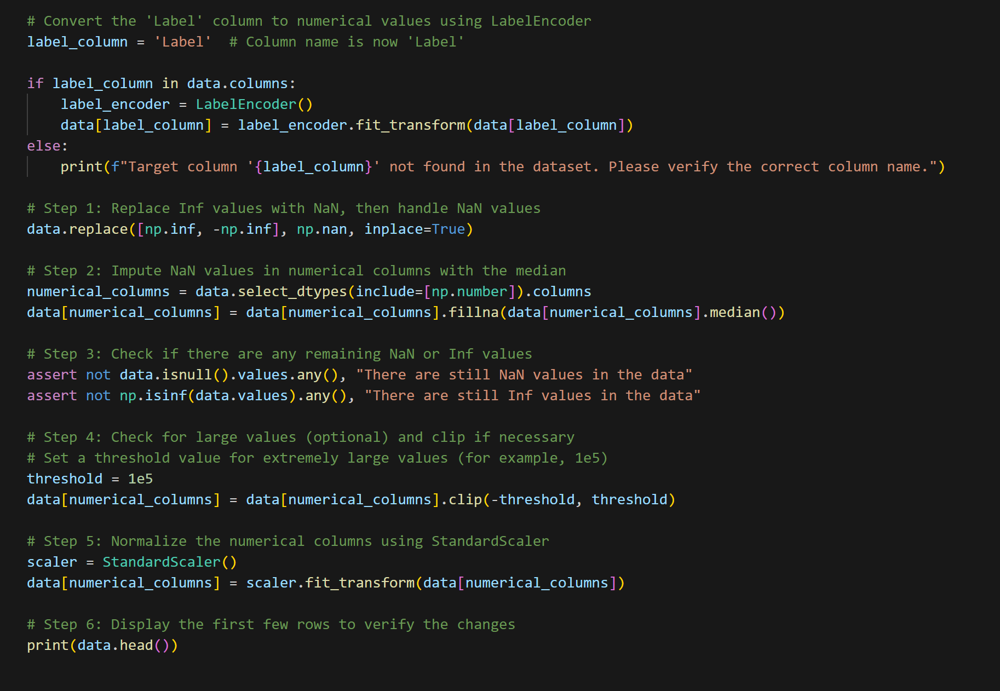 # Convert the 'Label' column to numerical values using LabelEncoder
label_column = 'Label'  # Column name is now 'Label'

if label_column in data.columns:
    label_encoder = LabelEncoder()
    data[label_column] = label_encoder.fit_transform(data[label_column])
else:
    print(f"Target column '{label_column}' not found in the dataset. Please verify the correct column name.")

# Step 1: Replace Inf values with NaN, then handle NaN values
data.replace([np.inf, -np.inf], np.nan, inplace=True)

# Step 2: Impute NaN values in numerical columns with the median
numerical_columns = data.select_dtypes(include=[np.number]).columns
data[numerical_columns] = data[numerical_columns].fillna(data[numerical_columns].median())

# Step 3: Check if there are any remaining NaN or Inf values
assert not data.isnull().values.any(), "There are still NaN values in the data"
assert not np.isinf(data.values).any(), "There are still Inf values in the data"

# Step 4: Check for large values (optional) and clip if necessary
# Set a threshold value for extremely large values (for example, 1e5)
threshold = 1e5
data[numerical_columns] = data[numerical_columns].clip(-threshold, threshold)

# Step 5: Normalize the numerical columns using StandardScaler
scaler = StandardScaler()
data[numerical_columns] = scaler.fit_transform(data[numerical_columns])

# Step 6: Display the first few rows to verify the changes
print(data.head())